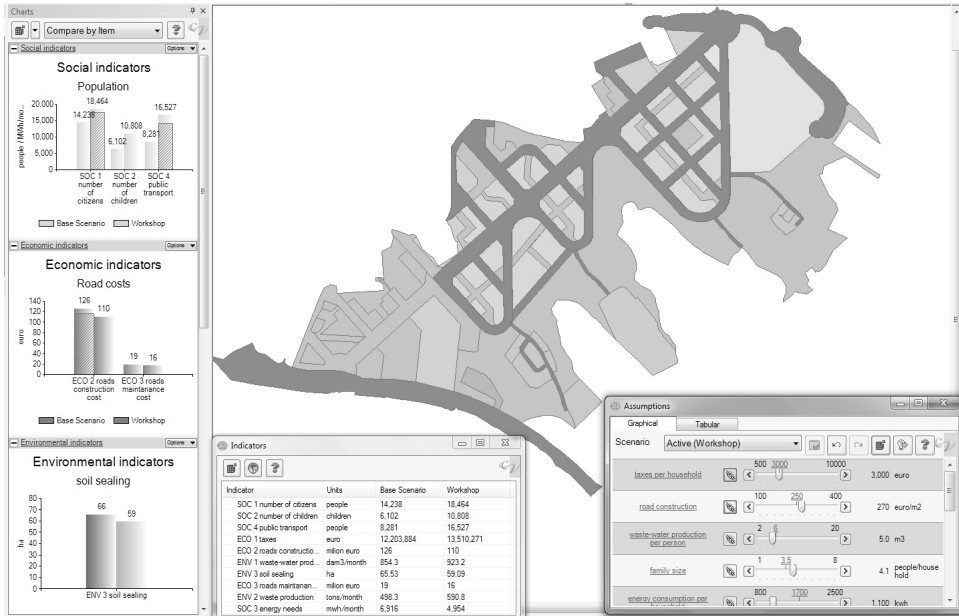 Charts
Compare by Item
Social indicators Options
Social indicators
Population
people / MWh/mo...
20,000
15,000
10,000
5,000
0
14,238
18,464
6,102
10,808
8,281
16,527
SOC 1 number of citizens
SOC 2 number of children
SOC 4 public transport
Base Scenario Workshop
Economic indicators Options
Economic indicators
Road costs
euro
140
120
100
80
60
40
20
0
126
110
19
16
ECO 2 roads construction cost
ECO 3 roads maintanance cost
Base Scenario Workshop
Environmental indicators Options
Environmental indicators
soil sealing
ha
80
70
60
50
40
30
20
10
0
66
59
ENV 3 soil sealing
Indicators
Indicator Units Base Scenario Workshop
SOC 1 number of citizens people 14,238 18,464
SOC 2 number of children children 6,102 10,808
SOC 4 public transport people 8,281 16,527
ECO 1 taxes euro 12,203,884 13,510,271
ECO 2 roads constructio... milion euro 126 110
ENV 1 waste-water prod... dam3/month 854.3 923.2
ENV 3 soil sealing ha 65.53 59.09
ECO 3 roads maintanan... milion euro 19 16
ENV 2 waste production tons/month 498.3 590.8
SOC 3 energy needs mwh/month 6,916 4,954
Assumptions
Graphical Tabular
Scenario Active (Workshop)
taxes per household 500 3000 10000 3,000 euro
road construction 100 250 400 270 euro/m2
waste-water production per person 2 6 20 5.0 m3
family size 1 3.5 8 4.1 people/house hold
energy consumption per household 800 1700 2500 1,100 kwh